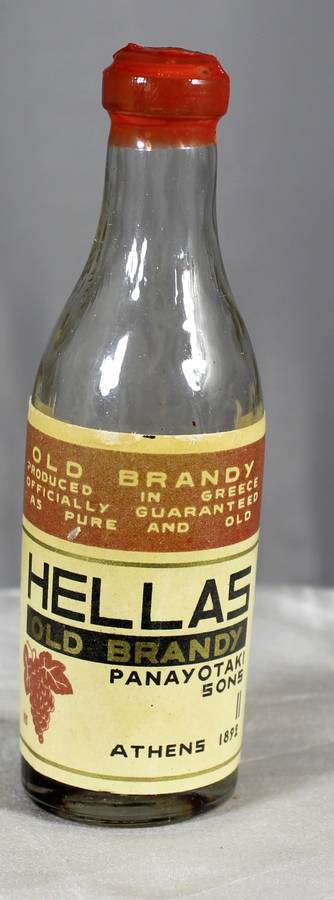 OLD BRANDY
PRODUCED IN GREECE
OFFICIALLY GUARANTEED
AS PURE AND OLD
HELLAS
OLD BRANDY
PANAYOTAKI
SONS
ATHENS 1892